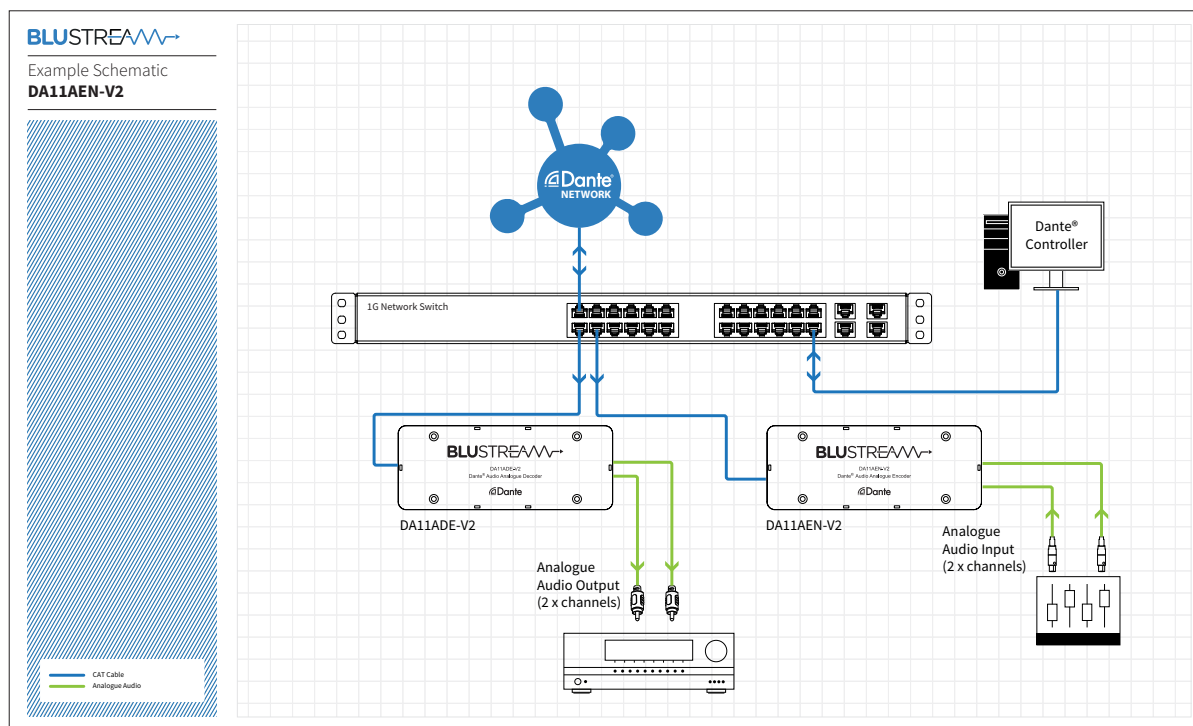 BLUSTREAM
Example Schematic
DA11AEN-V2
Dante®
NETWORK
Dante®
Controller
1G Network Switch
BLUSTREAM
DA11ADE-V2
Dante® Audio Analogue Decoder
Dante
DA11ADE-V2
BLUSTREAM
DA11AEN-V2
Dante® Audio Analogue Encoder
Dante
DA11AEN-V2
Analogue
Audio Output
(2 x channels)
Analogue
Audio Input
(2 x channels)
CAT Cable
Analogue Audio